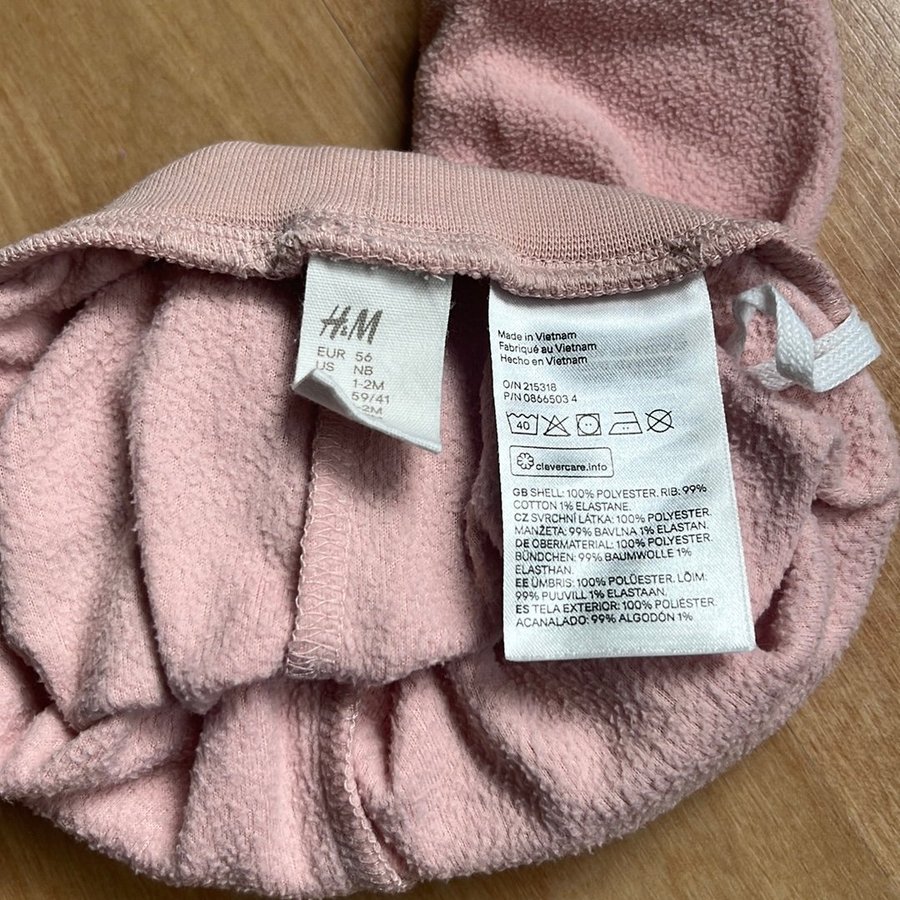 H&M
EUR 56
US NB
1-2M
59/41
-2M
Made in Vietnam
Fabriqué au Vietnam
Hecho en Vietnam
O/N 215318
P/N 0866503 4
40
clevercare.info
GB SHELL: 100% POLYESTER. RIB: 99%
COTTON 1% ELASTANE.
CZ SVRCHNÍ LÁTKA: 100% POLYESTER.
MANŽETA: 99% BAVLNA 1% ELASTAN.
DE OBERMATERIAL: 100% POLYESTER.
BÜNDCHEN: 99% BAUMWOLLE 1%
ELASTHAN.
EE ÜMBRIS: 100% POLÜESTER. LÕIM:
99% PUUVILL 1% ELASTAAN.
ES TELA EXTERIOR: 100% POLIÉSTER.
ACANALADO: 99% ALGODÓN 1%